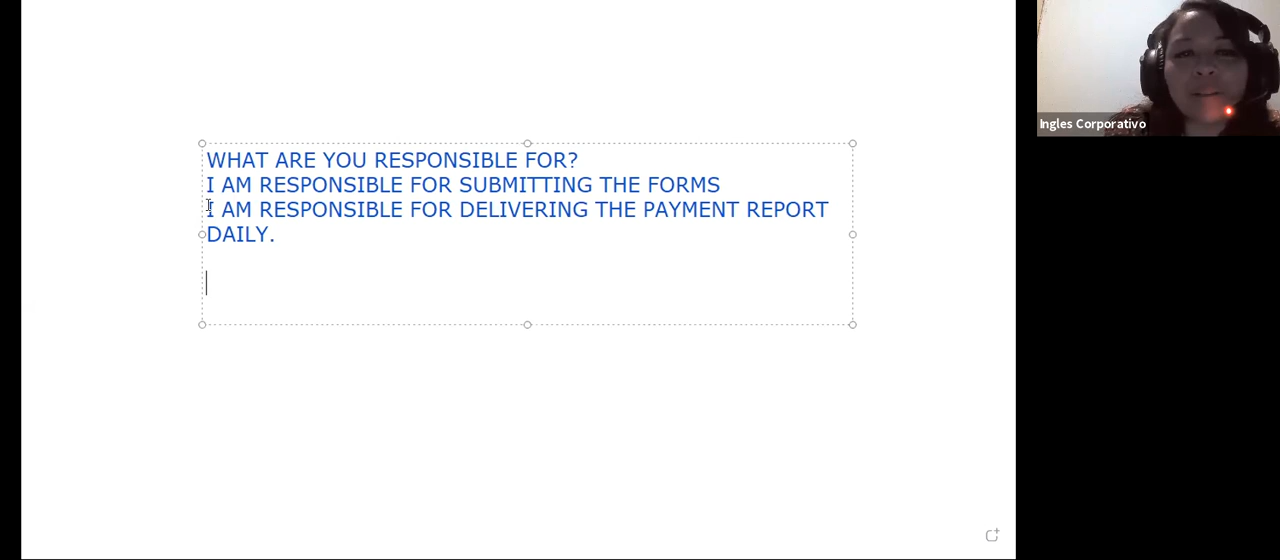 WHAT ARE YOU RESPONSIBLE FOR?
I AM RESPONSIBLE FOR SUBMITTING THE FORMS
I AM RESPONSIBLE FOR DELIVERING THE PAYMENT REPORT
DAILY.
Ingles Corporativo